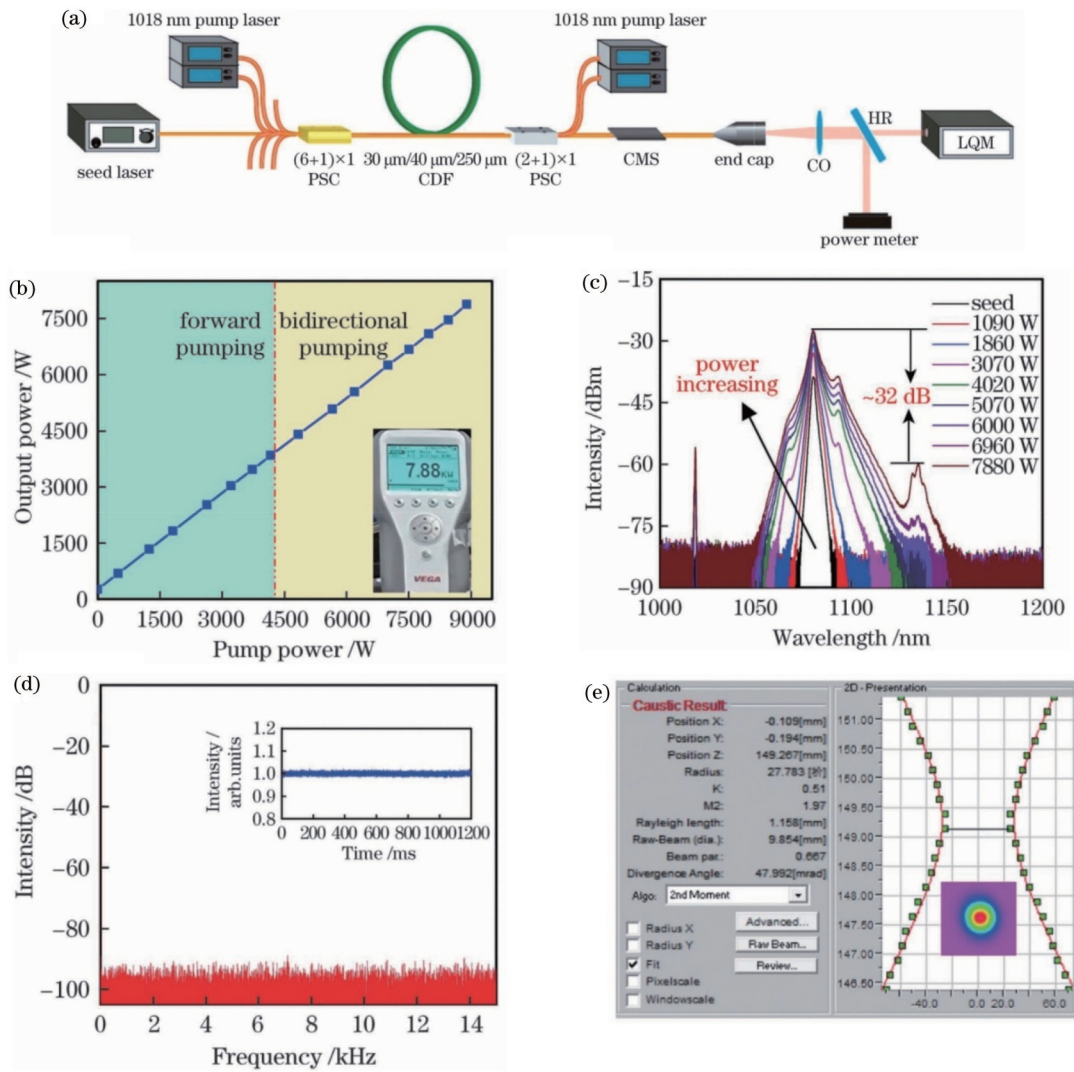 (a)
1018 nm pump laser
1018 nm pump laser
seed laser
(6+1)×1
PSC
30 μm/40 μm/250 μm
CDF
(2+1)×1
PSC
CMS
end cap
CO
HR
LQM
power meter
(b)
Output power /W
7500
6000
4500
3000
1500
0
forward
pumping
bidirectional
pumping
7.88KW
VEGA
0 1500 3000 4500 6000 7500 9000
Pump power /W
(c)
Intensity /dBm
−15
−30
−45
−60
−75
−90
power
increasing
~32 dB
seed
1090 W
1860 W
3070 W
4020 W
5070 W
6000 W
6960 W
7880 W
1000 1050 1100 1150 1200
Wavelength /nm
(d)
Intensity /dB
0
−20
−40
−60
−80
−100
Intensity /
arb.units
1.2
1.1
1.0
0.9
0.8
0 200 400 600 800 1000 1200
Time /ms
0 2 4 6 8 10 12 14
Frequency /kHz
(e)
Calculation
Caustic Result
Position X: -0.109[mm]
Position Y: -0.194[mm]
Position Z: 149.267[mm]
Radius: 27.783 [㎛]
K: 0.51
M2: 1.97
Rayleigh length: 1.158[mm]
Raw-Beam (dia.): 9.854[mm]
Beam par.: 0.667
Divergence Angle: 47.992[mrad]
Algo: 2nd Moment
Radius X
Radius Y
Fit
Pixelscale
Windowscale
Advanced...
Raw Beam...
Review...
2D - Presentation
151.00
150.50
150.00
149.50
149.00
148.50
148.00
147.50
147.00
146.50
-40.0 0.0 20.0 60.0